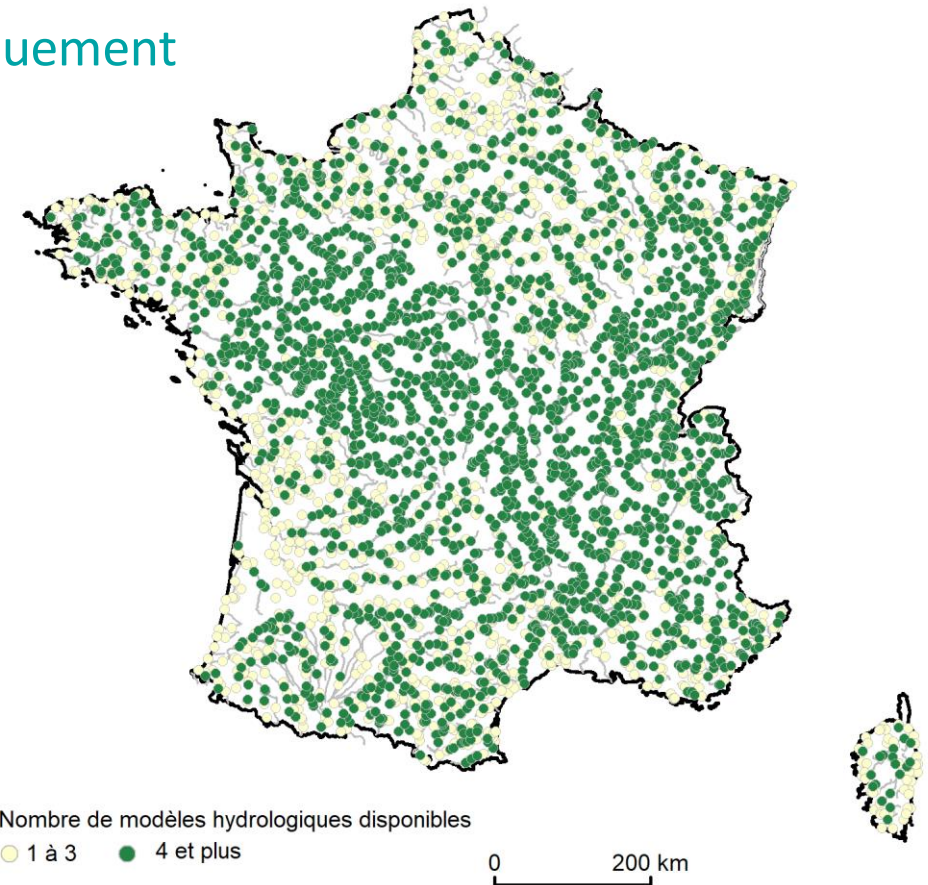 uement
Nombre de modèles hydrologiques disponibles
1 à 3 4 et plus
0 200 km